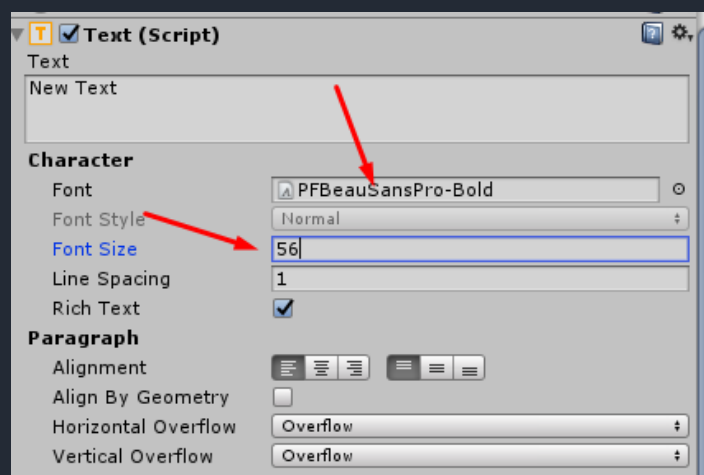 T Text (Script) ?
Text
New Text
Character
Font PFBeauSansPro-Bold
Font Style Normal
Font Size 56
Line Spacing 1
Rich Text
Paragraph
Alignment
Align By Geometry
Horizontal Overflow Overflow
Vertical Overflow Overflow